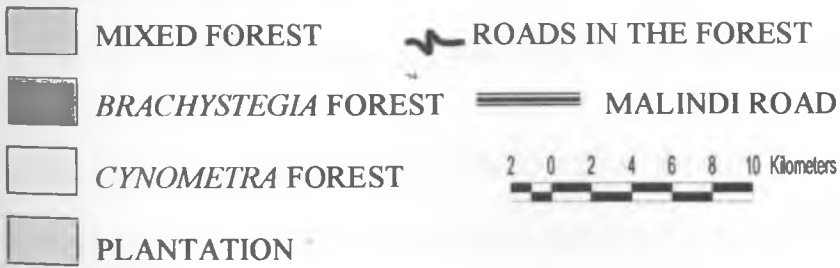 MIXED FOREST
ROADS IN THE FOREST
BRACHYSTEGIA FOREST
MALINDI ROAD
CYNOMETRA FOREST
2 0 2 4 6 8 10 Kilometers
PLANTATION